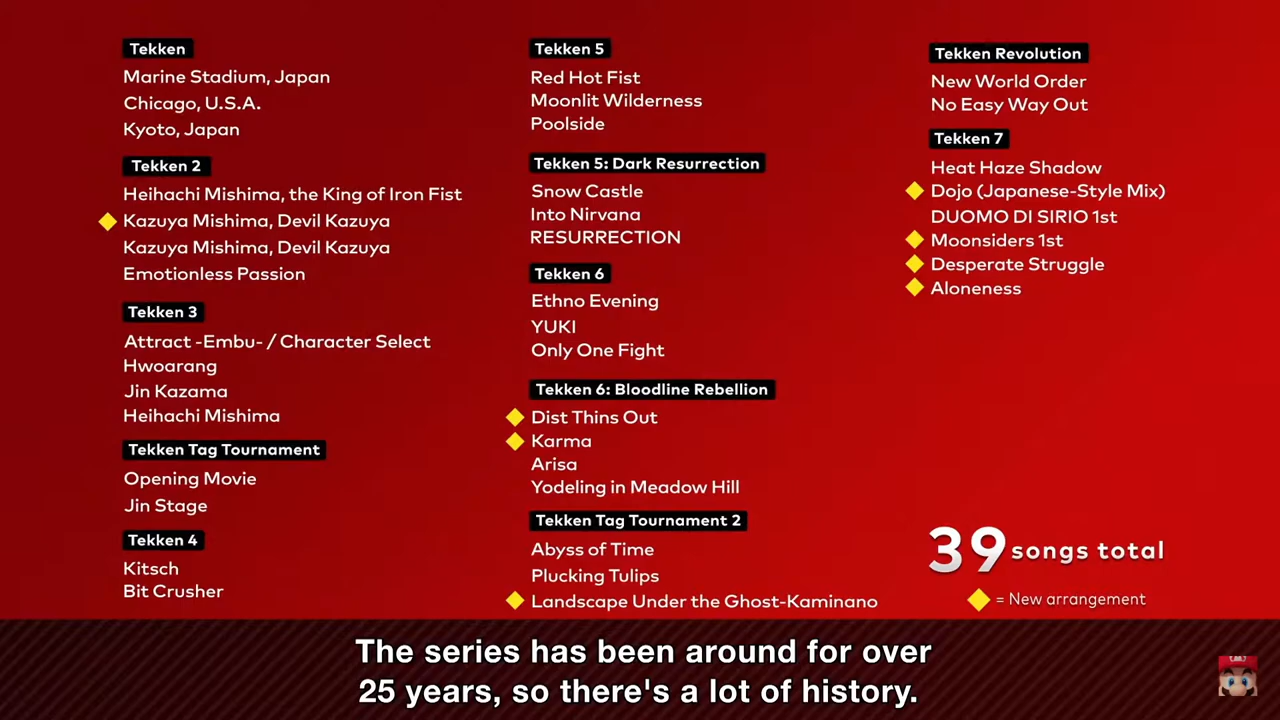 Tekken
Marine Stadium, Japan
Chicago, U.S.A.
Kyoto, Japan
Tekken 2
Heihachi Mishima, the King of Iron Fist
Kazuya Mishima, Devil Kazuya
Kazuya Mishima, Devil Kazuya
Emotionless Passion
Tekken 3
Attract -Embu- / Character Select
Hwoarang
Jin Kazama
Heihachi Mishima
Tekken Tag Tournament
Opening Movie
Jin Stage
Tekken 4
Kitsch
Bit Crusher
Tekken 5
Red Hot Fist
Moonlit Wilderness
Poolside
Tekken 5: Dark Resurrection
Snow Castle
Into Nirvana
RESURRECTION
Tekken 6
Ethno Evening
YUKI
Only One Fight
Tekken 6: Bloodline Rebellion
Dist Thins Out
Karma
Arisa
Yodeling in Meadow Hill
Tekken Tag Tournament 2
Abyss of Time
Plucking Tulips
Landscape Under the Ghost-Kaminano
Tekken Revolution
New World Order
No Easy Way Out
Tekken 7
Heat Haze Shadow
Dojo (Japanese-Style Mix)
DUOMO DI SIRIO 1st
Moonsiders 1st
Desperate Struggle
Aloneness
39 songs total
= New arrangement
The series has been around for over
25 years, so there's a lot of history.